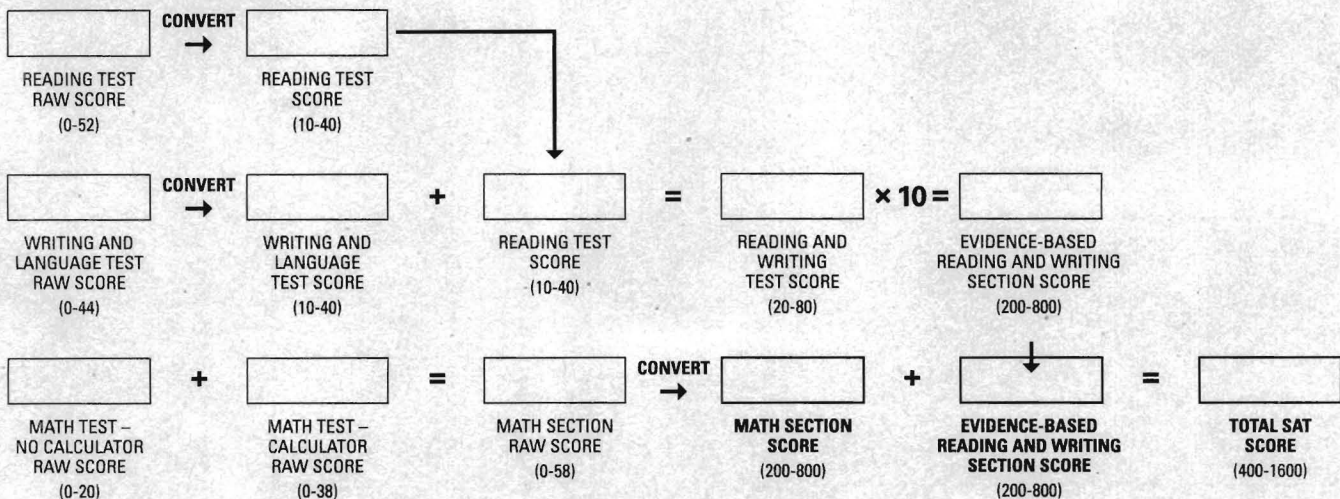 CONVERT
→
READING TEST
RAW SCORE
(0-52)
READING TEST
SCORE
(10-40)
CONVERT
→
+
=
× 10 =
WRITING AND
LANGUAGE TEST
RAW SCORE
(0-44)
WRITING AND
LANGUAGE
TEST SCORE
(10-40)
READING TEST
SCORE
(10-40)
READING AND
WRITING
TEST SCORE
(20-80)
EVIDENCE-BASED
READING AND WRITING
SECTION SCORE
(200-800)
+
=
CONVERT
→
+
=
MATH TEST –
NO CALCULATOR
RAW SCORE
(0-20)
MATH TEST –
CALCULATOR
RAW SCORE
(0-38)
MATH SECTION
RAW SCORE
(0-58)
MATH SECTION
SCORE
(200-800)
EVIDENCE-BASED
READING AND WRITING
SECTION SCORE
(200-800)
TOTAL SAT
SCORE
(400-1600)